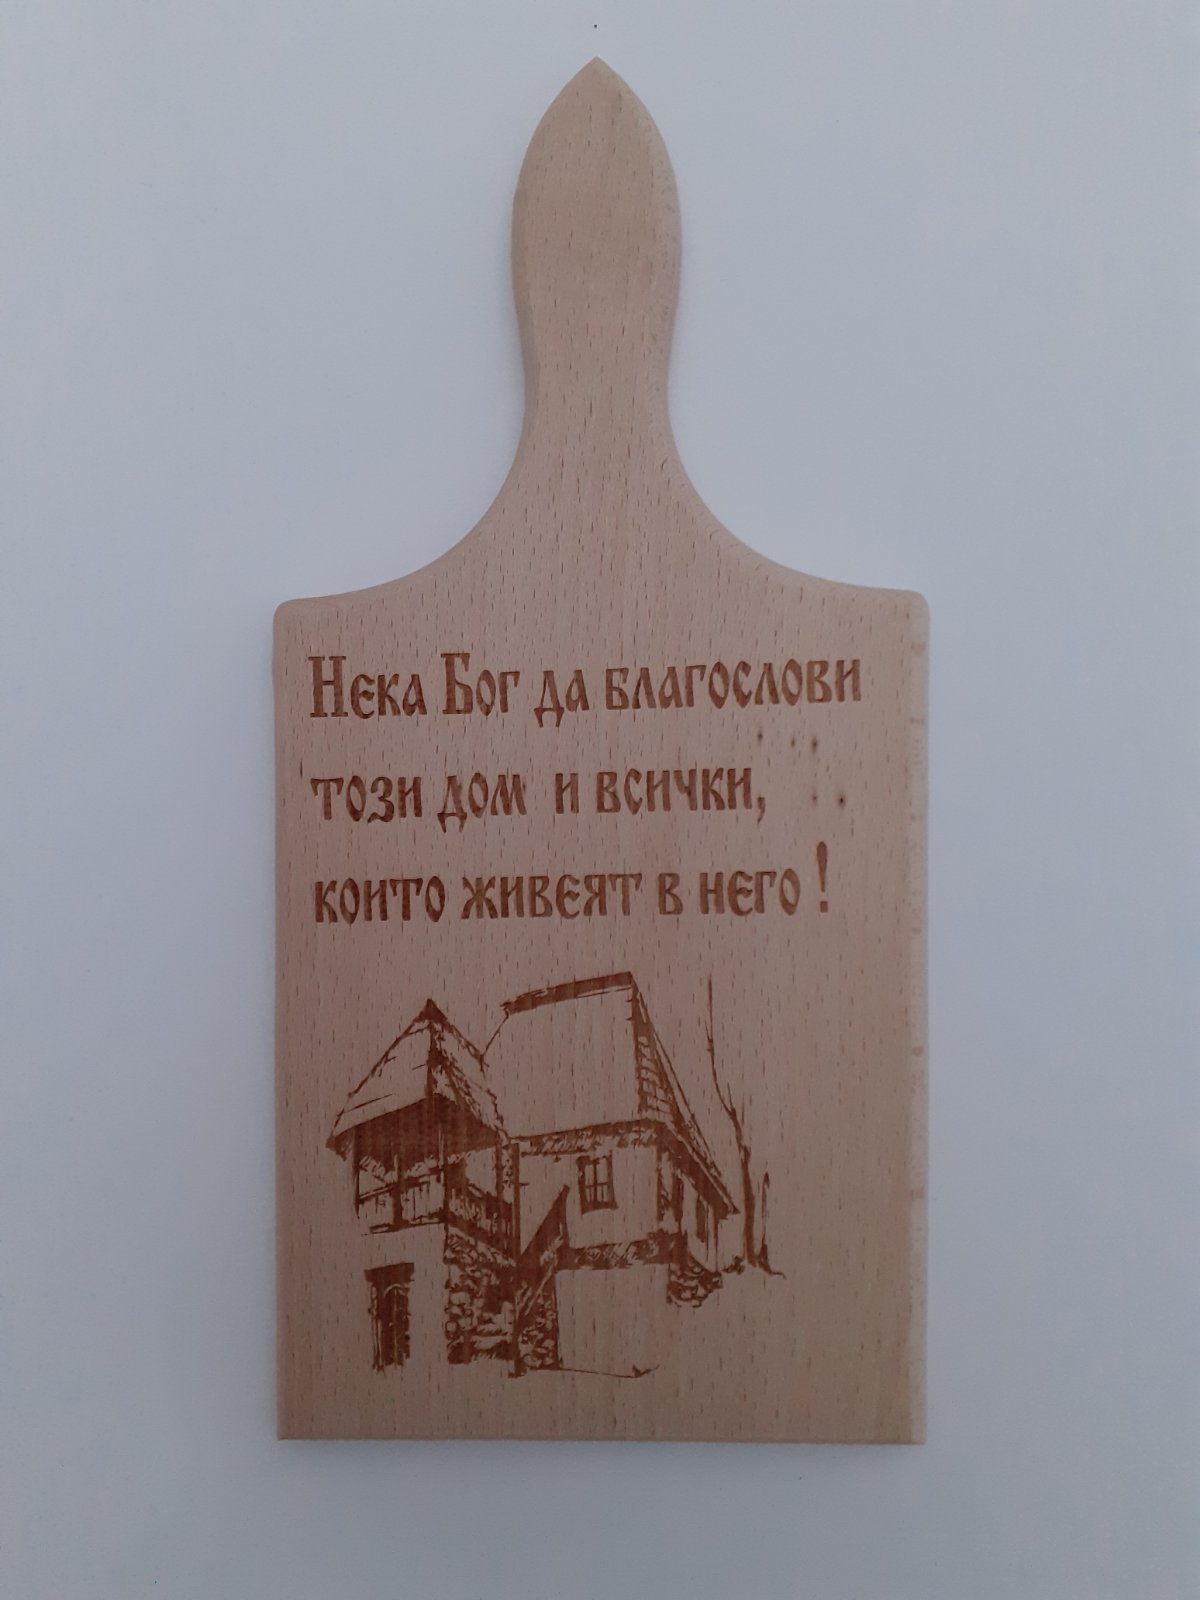 Нека Бог да благослови
този дом и всички,
които живеят в него !